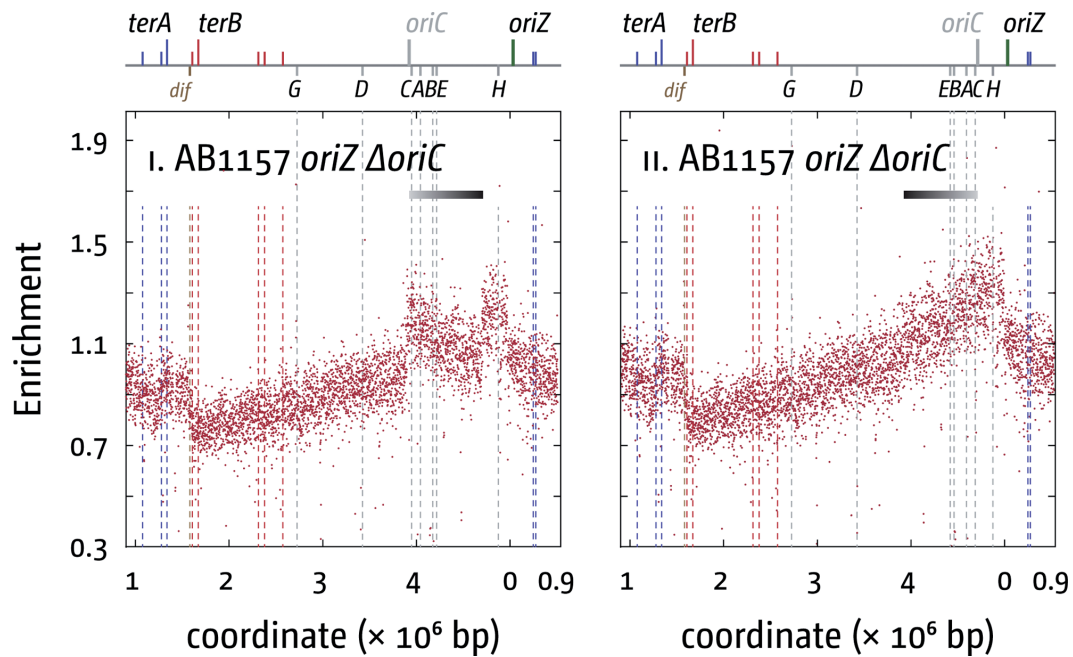 terA terB oriC oriZ
dif G D C A B E H
I. AB1157 oriZ ΔoriC
1.9
1.5
1.1
0.7
0.3
Enrichment
1 2 3 4 0 0.9
coordinate (× 10⁶ bp)
terA terB oriC oriZ
dif G D E B A C H
II. AB1157 oriZ ΔoriC
1 2 3 4 0 0.9
coordinate (× 10⁶ bp)